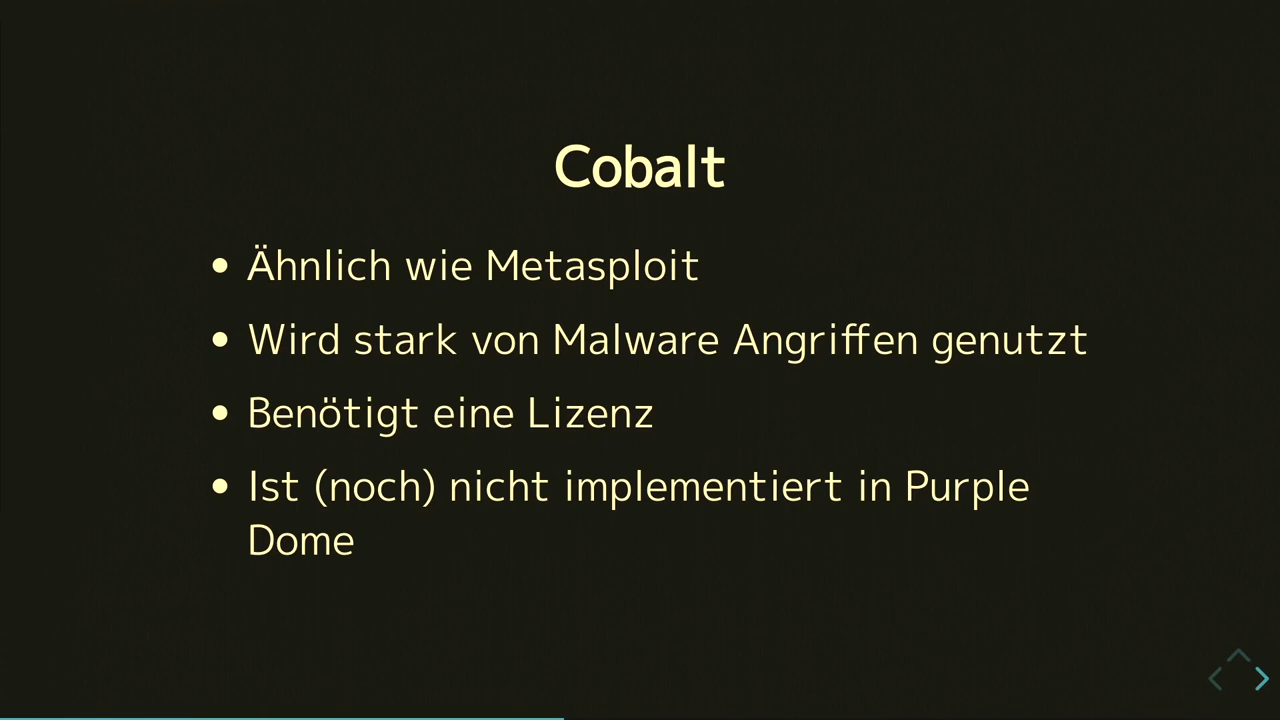 Cobalt
• Ähnlich wie Metasploit
• Wird stark von Malware Angriffen genutzt
• Benötigt eine Lizenz
• Ist (noch) nicht implementiert in Purple
Dome